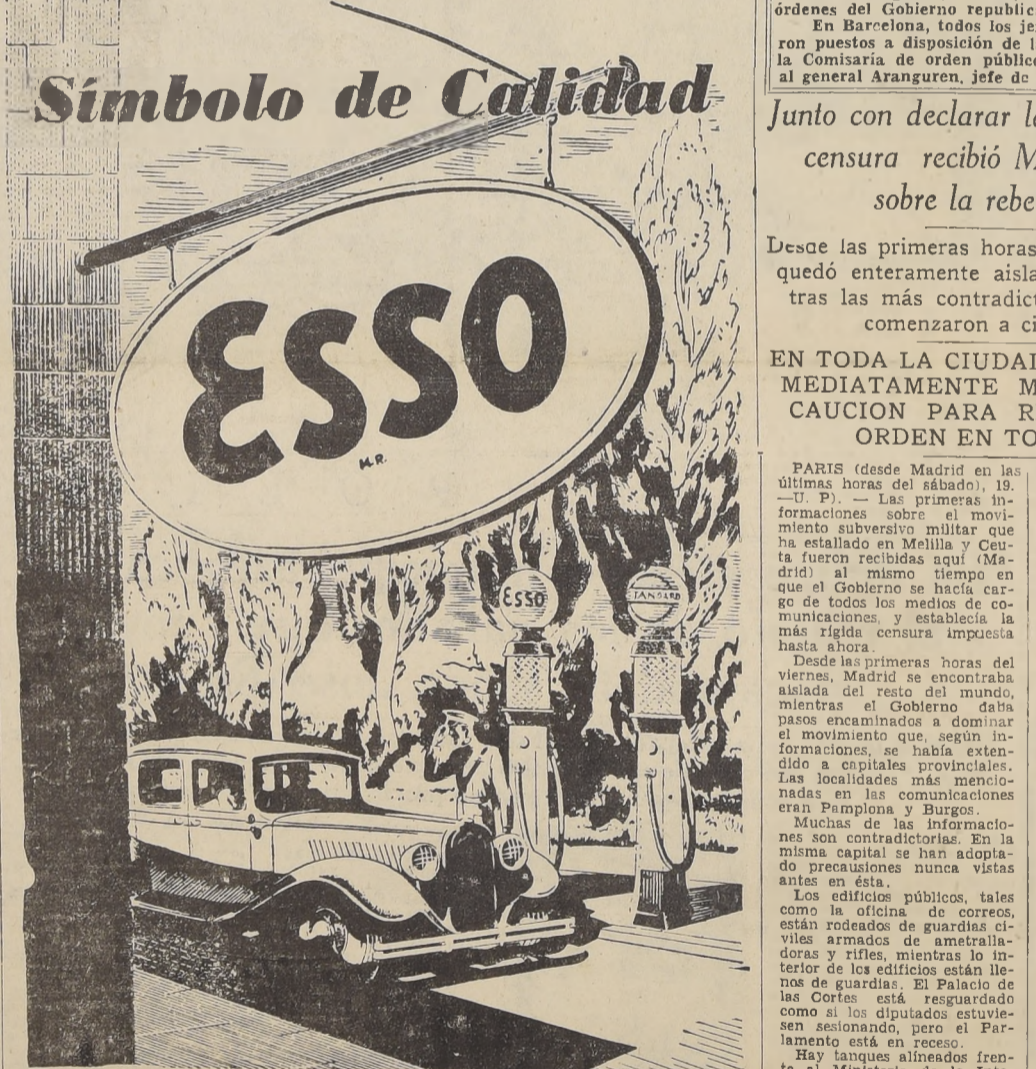 Símbolo de Calidad
ESSO
M.R.
ESSO
STANDARD
órdenes del Gobierno republic
En Barcelona, todos los je
ron puestos a disposición de l
la Comisaría de orden públic
al general Aranguren, jefe de
Junto con declarar la
censura recibió M
sobre la rebe
Desde las primeras horas
quedó enteramente aisla
tras las más contradict
comenzaron a ci
EN TODA LA CIUDAD
MEDIATAMENTE M
CAUCION PARA R
ORDEN EN TO
PARIS (desde Madrid en las
últimas horas del sábado), 19.
—U. P). — Las primeras in-
formaciones sobre el movi-
miento subversivo militar que
ha estallado en Melilla y Ceu-
ta fueron recibidas aquí (Ma-
drid) al mismo tiempo en
que el Gobierno se hacía car-
go de todos los medios de co-
municaciones, y establecía la
más rígida censura impuesta
hasta ahora.
Desde las primeras horas del
viernes, Madrid se encontraba
aislada del resto del mundo,
mientras el Gobierno daba
pasos encaminados a dominar
el movimiento que, según in-
formaciones, se había exten-
dido a capitales provinciales.
Las localidades más mencio-
nadas en las comunicaciones
eran Pamplona y Burgos.
Muchas de las informacio-
nes son contradictorias. En la
misma capital se han adopta-
do precausiones nunca vistas
antes en ésta.
Los edificios públicos, tales
como la oficina de correos,
están rodeados de guardias ci-
viles armados de ametralla-
doras y rifles, mientras lo in-
terior de los edificios están lle-
nos de guardias. El Palacio de
las Cortes está resguardado
como si los diputados estuvie-
sen sesionando, pero el Par-
lamento está en receso.
Hay tanques alineados fren-